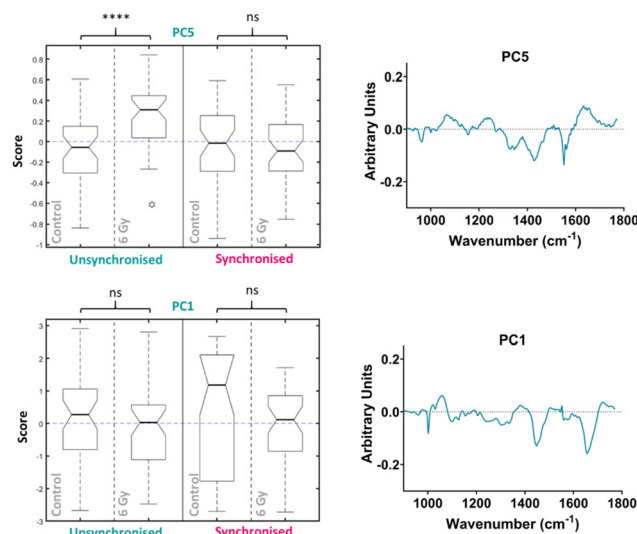 **** PC5 ns
0.8
0.6
0.4
0.2
0
-0.2
-0.4
-0.6
-0.8
-1
Score
Control 6 Gy Control 6 Gy
Unsynchronised Synchronised
PC5
0.2
0.0
-0.2
Arbitrary Units
1000 1200 1400 1600 1800
Wavenumber (cm-1)
ns PC1 ns
3
2
1
0
-1
-2
-3
Score
Control 6 Gy Control 6 Gy
Unsynchronised Synchronised
PC1
0.2
0.0
-0.2
Arbitrary Units
1000 1200 1400 1600 1800
Wavenumber (cm-1)